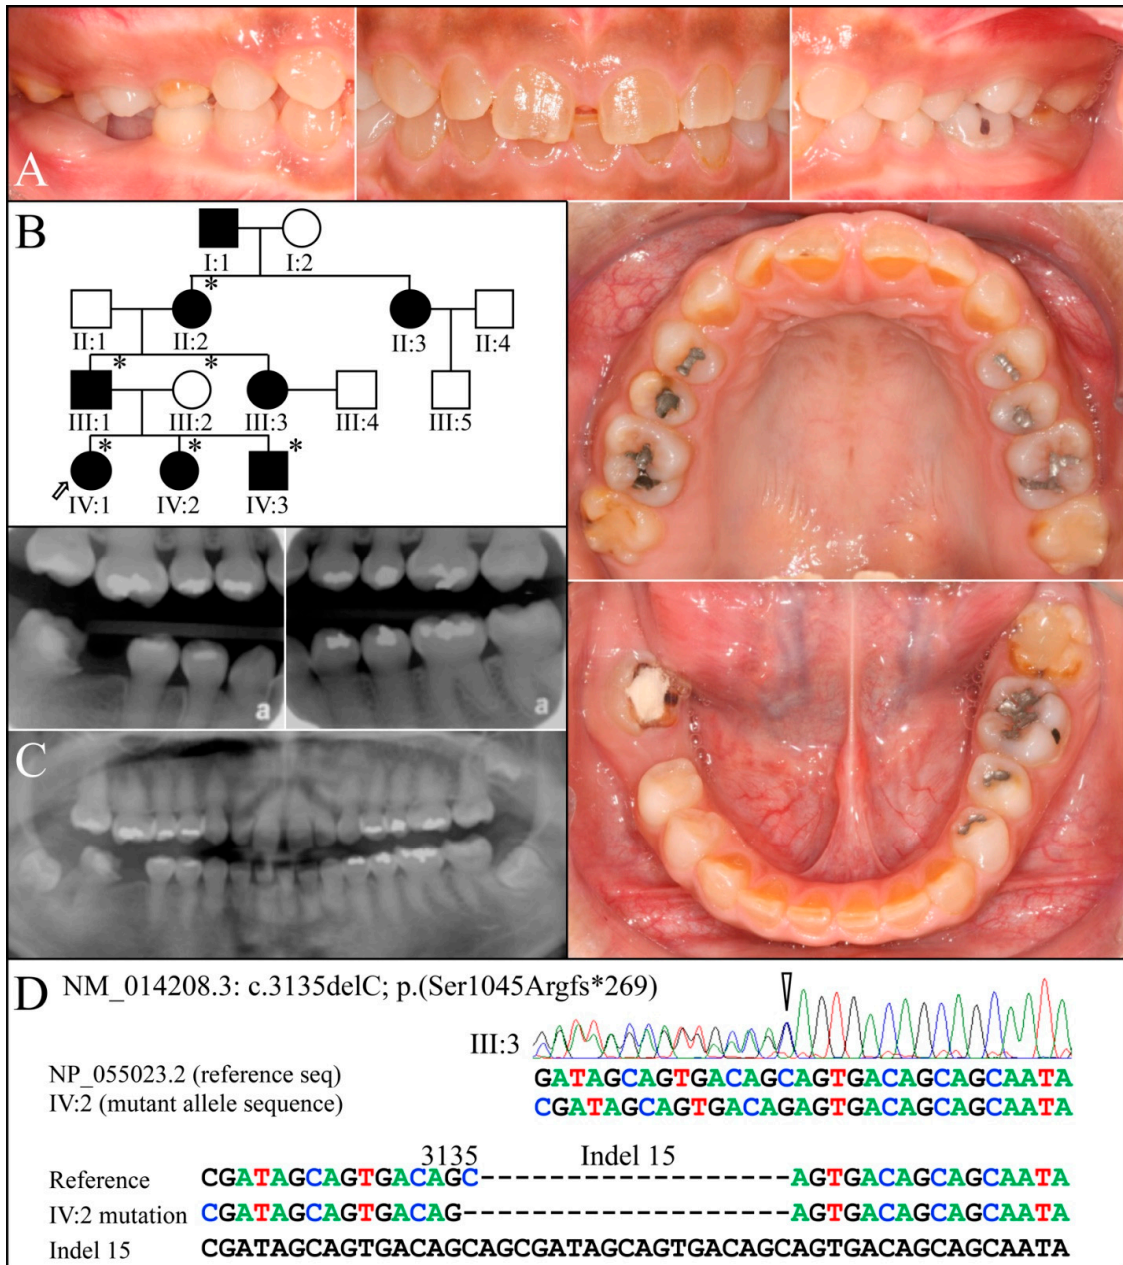 A
B
I:1 I:2
*
II:1 II:2 II:3 II:4
* *
III:1 III:2 III:3 III:4 III:5
* * *
IV:1 IV:2 IV:3
a a
C
D NM_014208.3: c.3135delC; p.(Ser1045Argfs*269)
III:3
NP_055023.2 (reference seq) GATAGCAGTGACAGCAGTGACAGCAGCAATA
IV:2 (mutant allele sequence) CGATAGCAGTGACAGAGTGACAGCAGCAATA
3135 Indel 15
Reference CGATAGCAGTGACAGC------------------AGTGACAGCAGCAATA
IV:2 mutation CGATAGCAGTGACAG-------------------AGTGACAGCAGCAATA
Indel 15 CGATAGCAGTGACAGCAGCGATAGCAGTGACAGCAGTGACAGCAGCAATA